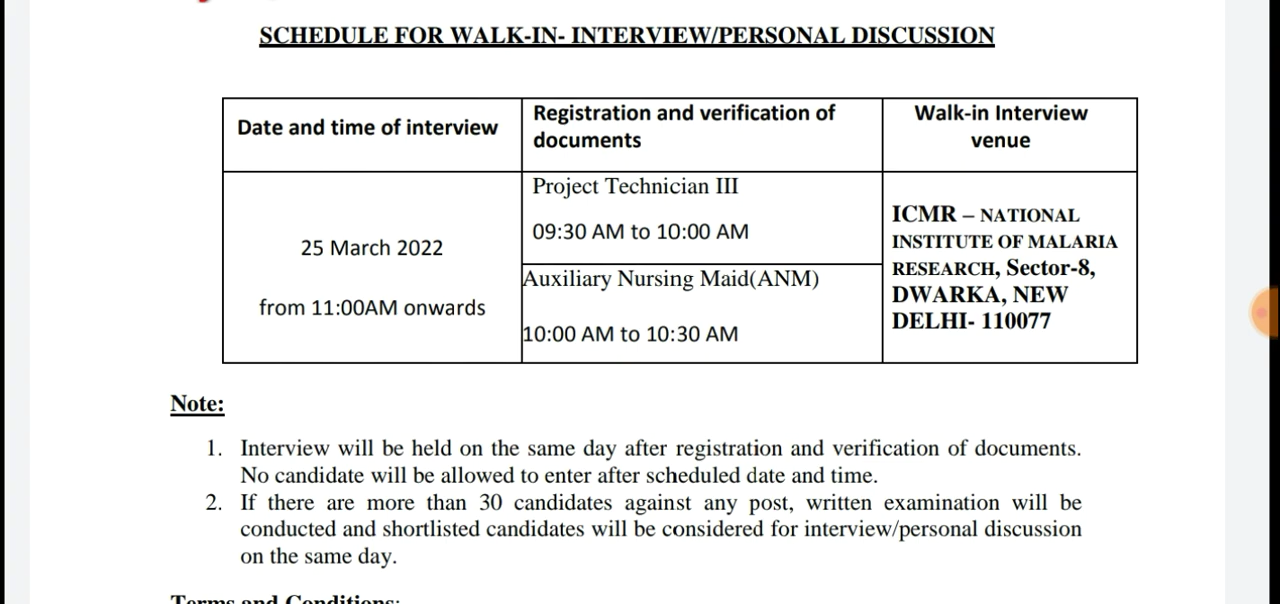 SCHEDULE FOR WALK-IN- INTERVIEW/PERSONAL DISCUSSION
Date and time of interview
Registration and verification of
documents
Walk-in Interview
venue
25 March 2022
from 11:00AM onwards
Project Technician III
09:30 AM to 10:00 AM
Auxiliary Nursing Maid(ANM)
10:00 AM to 10:30 AM
ICMR – NATIONAL
INSTITUTE OF MALARIA
RESEARCH, Sector-8,
DWARKA, NEW
DELHI- 110077
Note:
1. Interview will be held on the same day after registration and verification of documents.
No candidate will be allowed to enter after scheduled date and time.
2. If there are more than 30 candidates against any post, written examination will be
conducted and shortlisted candidates will be considered for interview/personal discussion
on the same day.
Terms and Conditions: